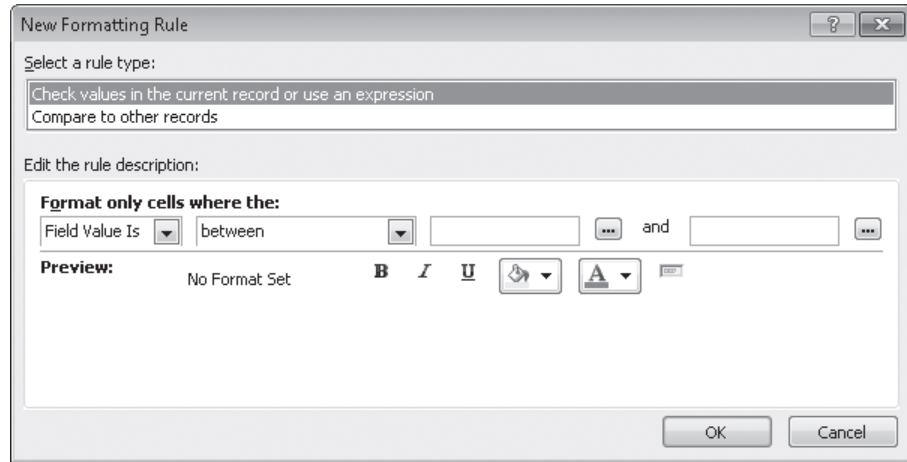 New Formatting Rule
Select a rule type:
Check values in the current record or use an expression
Compare to other records
Edit the rule description:
Format only cells where the:
Field Value Is between and
Preview: No Format Set B I U A
OK Cancel